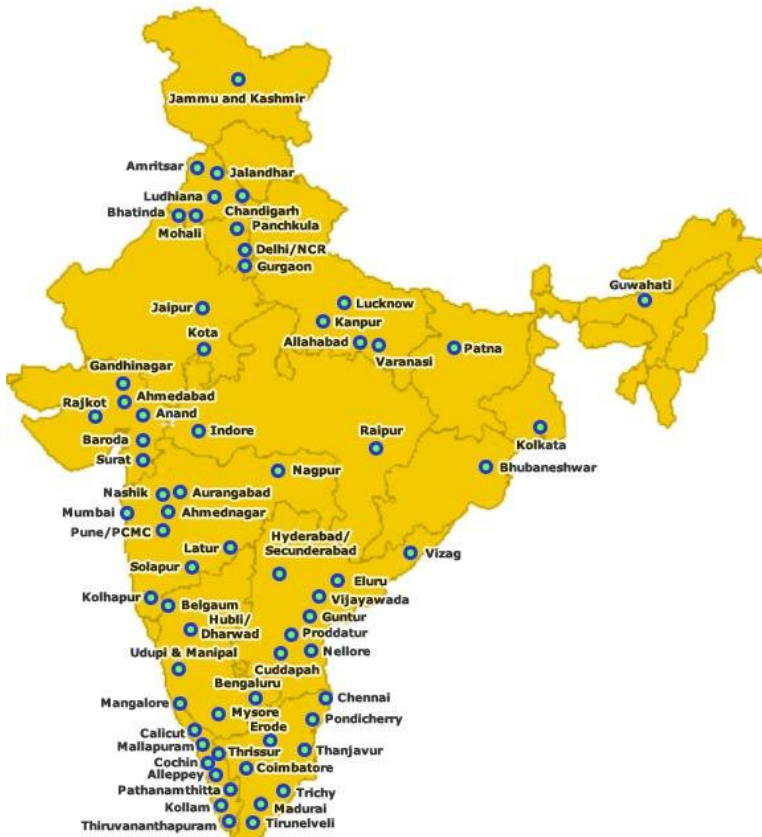 Jammu and Kashmir
Amritsar
Jalandhar
Ludhiana
Chandigarh
Bhatinda
Mohali
Panchkula
Delhi/NCR
Gurgaon
Guwahati
Jaipur
Lucknow
Kanpur
Kota
Allahabad
Varanasi
Patna
Gandhinagar
Ahmedabad
Rajkot
Anand
Indore
Baroda
Raipur
Kolkata
Surat
Nagpur
Bhubaneshwar
Nashik
Aurangabad
Mumbai
Ahmednagar
Pune/PCMC
Hyderabad/
Secunderabad
Latur
Vizag
Solapur
Eluru
Kolhapur
Belgaum
Vijayawada
Hubli/
Dharwad
Guntur
Proddatur
Udupi & Manipal
Nellore
Cuddapah
Bengaluru
Mangalore
Chennai
Mysore
Pondicherry
Calicut
Erode
Mallapuram
Thrissur
Thanjavur
Cochin
Coimbatore
Alleppey
Pathanamthitta
Trichy
Kollam
Madurai
Thiruvananthapuram
Tirunelveli